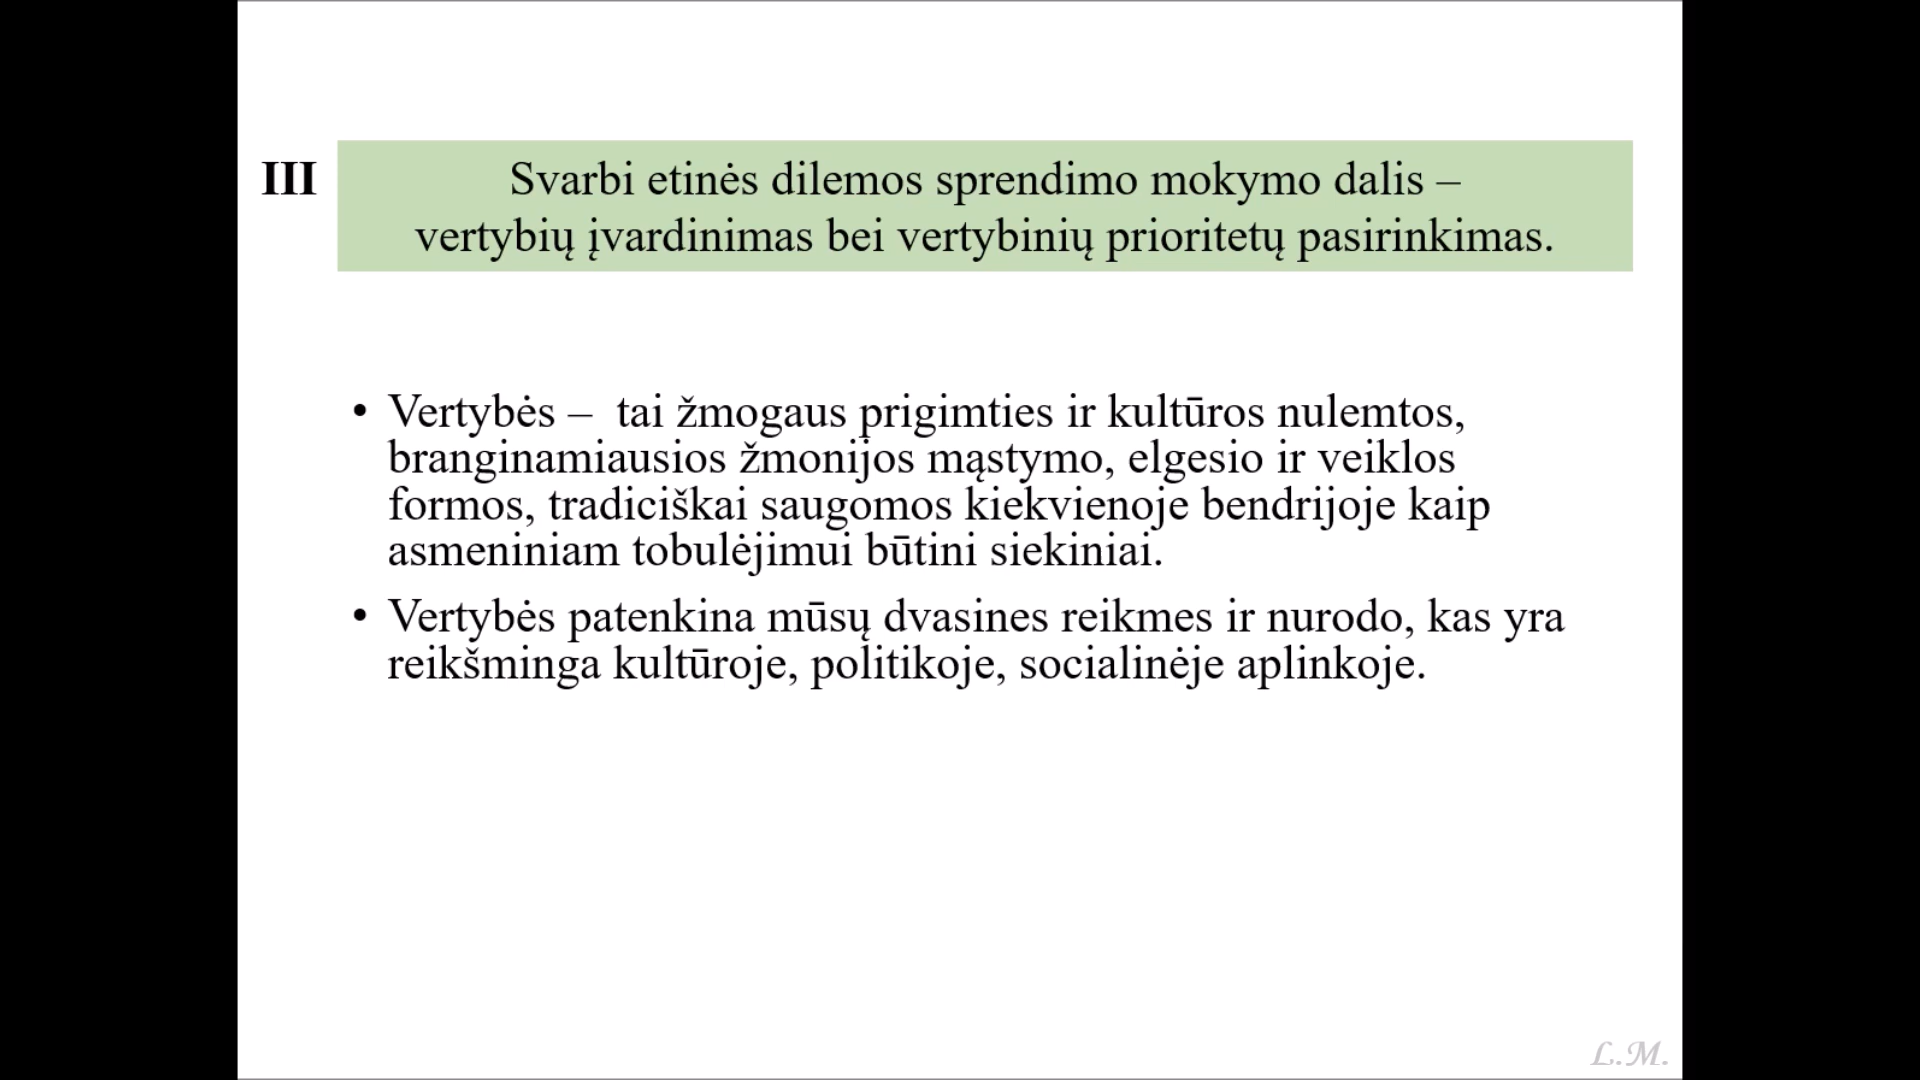 III
Svarbi etinės dilemos sprendimo mokymo dalis –
vertybių įvardinimas bei vertybinių prioritetų pasirinkimas.
• Vertybės –  tai žmogaus prigimties ir kultūros nulemtos,
branginamiausios žmonijos mąstymo, elgesio ir veiklos
formos, tradiciškai saugomos kiekvienoje bendrijoje kaip
asmeniniam tobulėjimui būtini siekiniai.
• Vertybės patenkina mūsų dvasines reikmes ir nurodo, kas yra
reikšminga kultūroje, politikoje, socialinėje aplinkoje.
L.M.